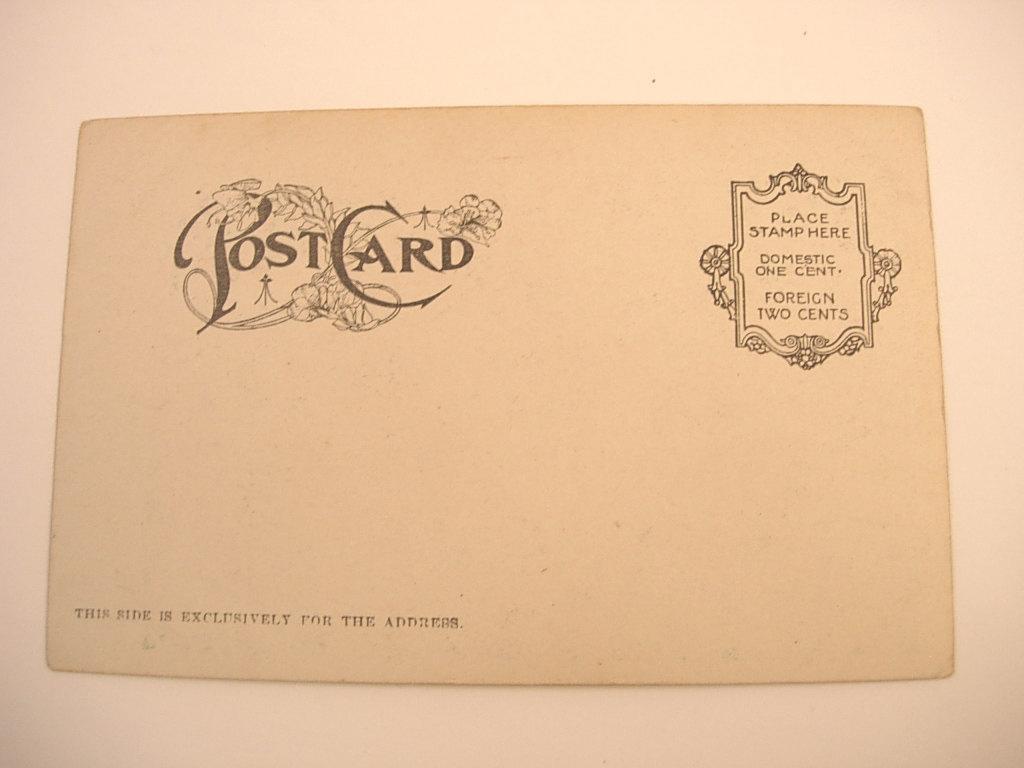 POST CARD
PLACE
STAMP HERE
DOMESTIC
ONE CENT.
FOREIGN
TWO CENTS
THIS SIDE IS EXCLUSIVELY FOR THE ADDRESS.